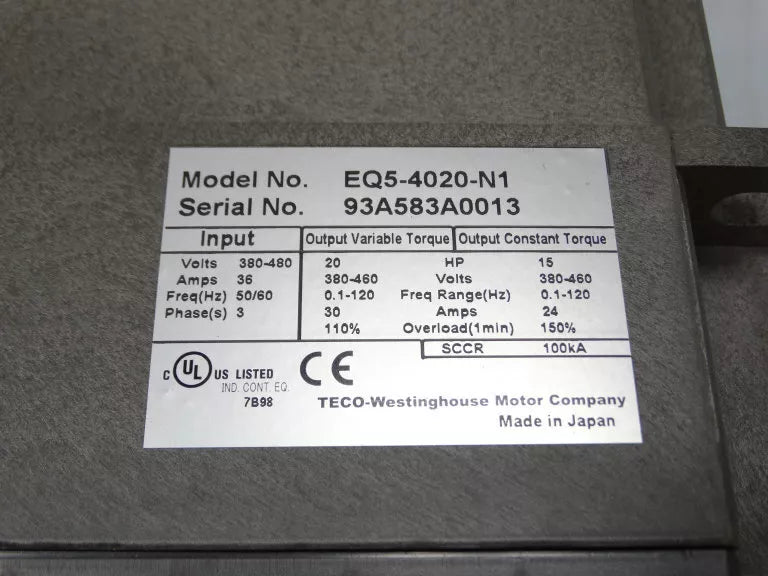 Model No. EQ5-4020-N1
Serial No. 93A583A0013
Input Output Variable Torque Output Constant Torque
Volts 380-480 20 HP 15
Amps 36 380-460 Volts 380-460
Freq(Hz) 50/60 0.1-120 Freq Range(Hz) 0.1-120
Phase(s) 3 30 Amps 24
110% Overload(1min) 150%
SCCR 100kA
C UL US LISTED CE
IND. CONT. EQ.
7B98 TECO-Westinghouse Motor Company
Made in Japan